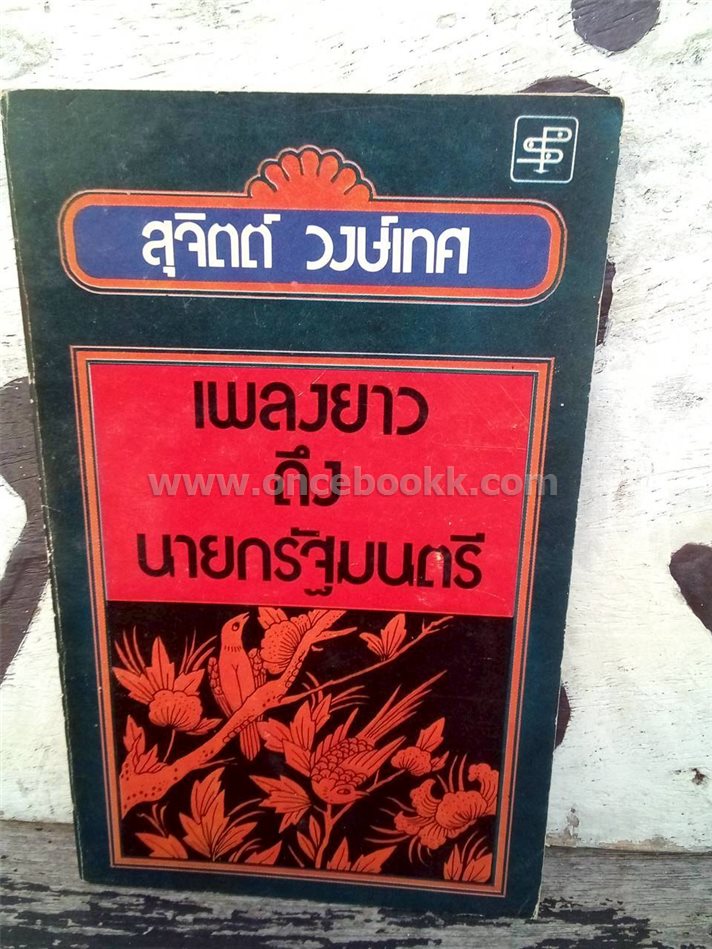 สุจิตต์ วงษ์เทศ
เพลงยาว
www.oncebookk.com
ถึง
นายกรัฐมนตรี